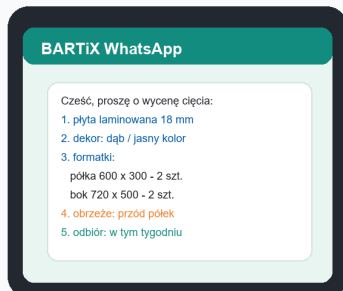 BARTiX WhatsApp
Cześć, proszę o wycenę cięcia:
1. płyta laminowana 18 mm
2. dekor: dąb / jasny kolor
3. formatki:
półka 600 x 300 - 2 szt.
bok 720 x 500 - 2 szt.
4. obrzeże: przód półek
5. odbiór: w tym tygodniu